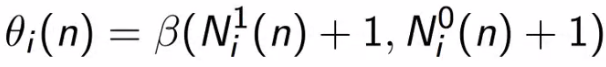 θᵢ(n) = β(Nᵢ¹(n) + 1, Nᵢ⁰(n) + 1)